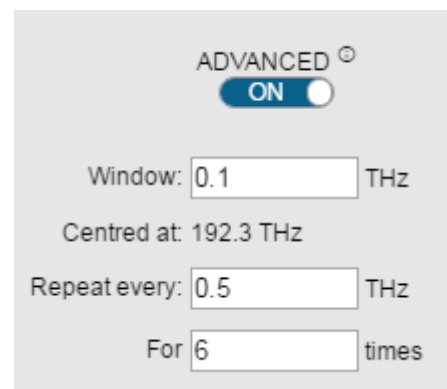 ADVANCED ⓘ
ON
Window: 0.1 THz
Centred at: 192.3 THz
Repeat every: 0.5 THz
For 6 times